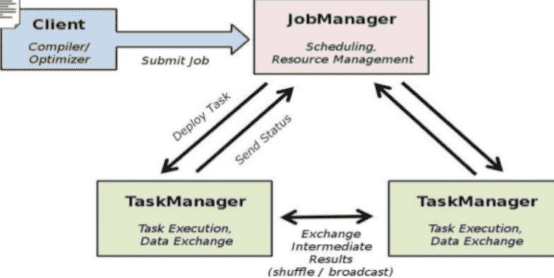 Client
Compiler/
Optimizer
Submit Job
JobManager
Scheduling,
Resource Management
Deploy Task
Send Status
TaskManager
Task Execution,
Data Exchange
Exchange
Intermediate
Results
(shuffle / broadcast)
TaskManager
Task Execution,
Data Exchange